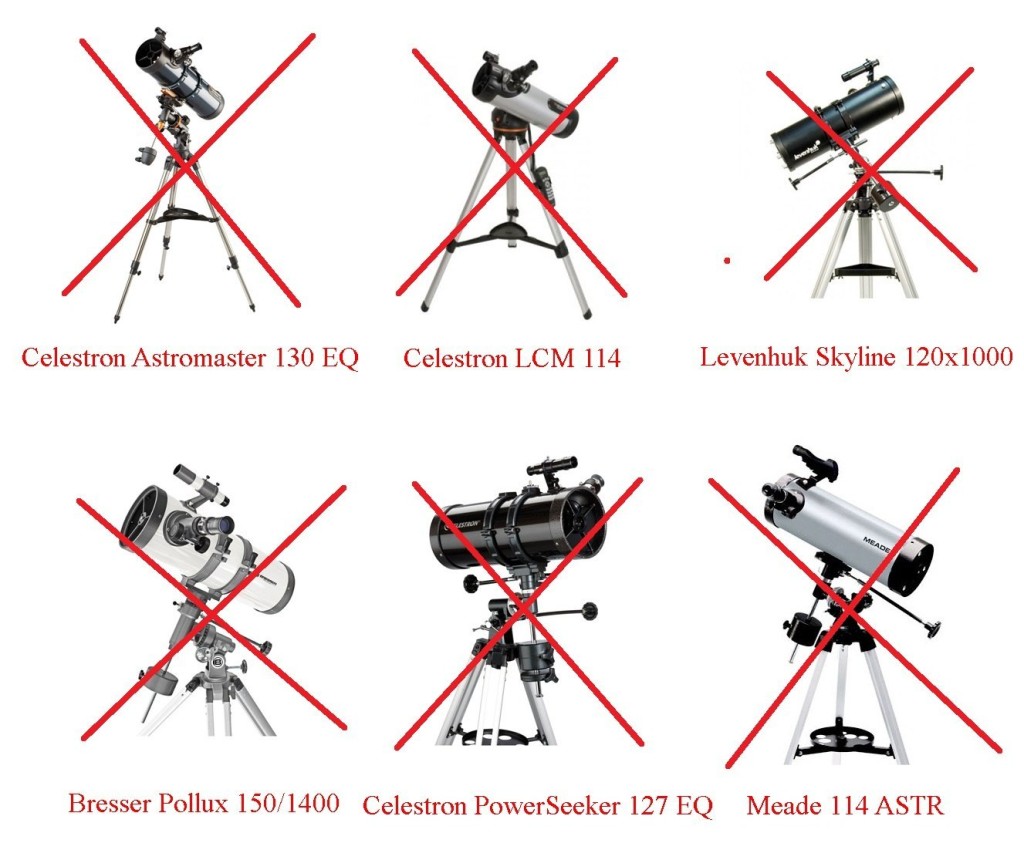 levenhuk
Celestron Astromaster 130 EQ
Celestron LCM 114
Levenhuk Skyline 120x1000
CELESTRON
MEADE
Bresser Pollux 150/1400
Celestron PowerSeeker 127 EQ
Meade 114 ASTR